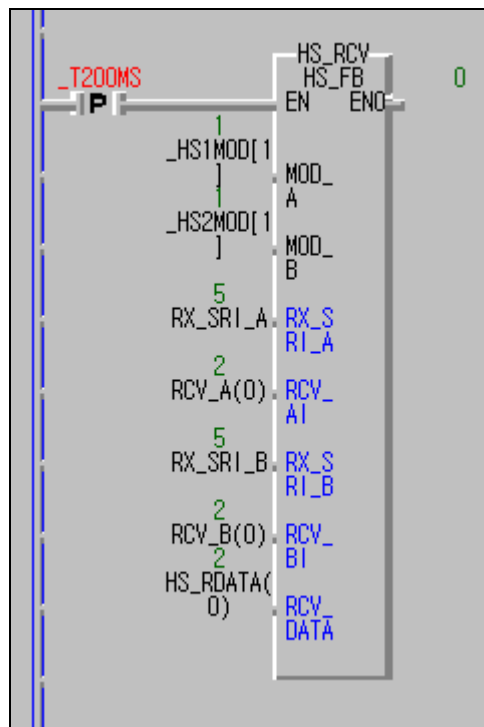 HS_RCV
_T200MS HS_FB 0
P EN ENO
1
_HS1MOD[1
] MOD_
A
1
_HS2MOD[1
] MOD_
B
5
RX_SRI_A RX_S
RI_A
2
RCV_A(0) RCV_
AI
5
RX_SRI_B RX_S
RI_B
2
RCV_B(0) RCV_
BI
2
HS_RDATA(
0) RCV_
DATA